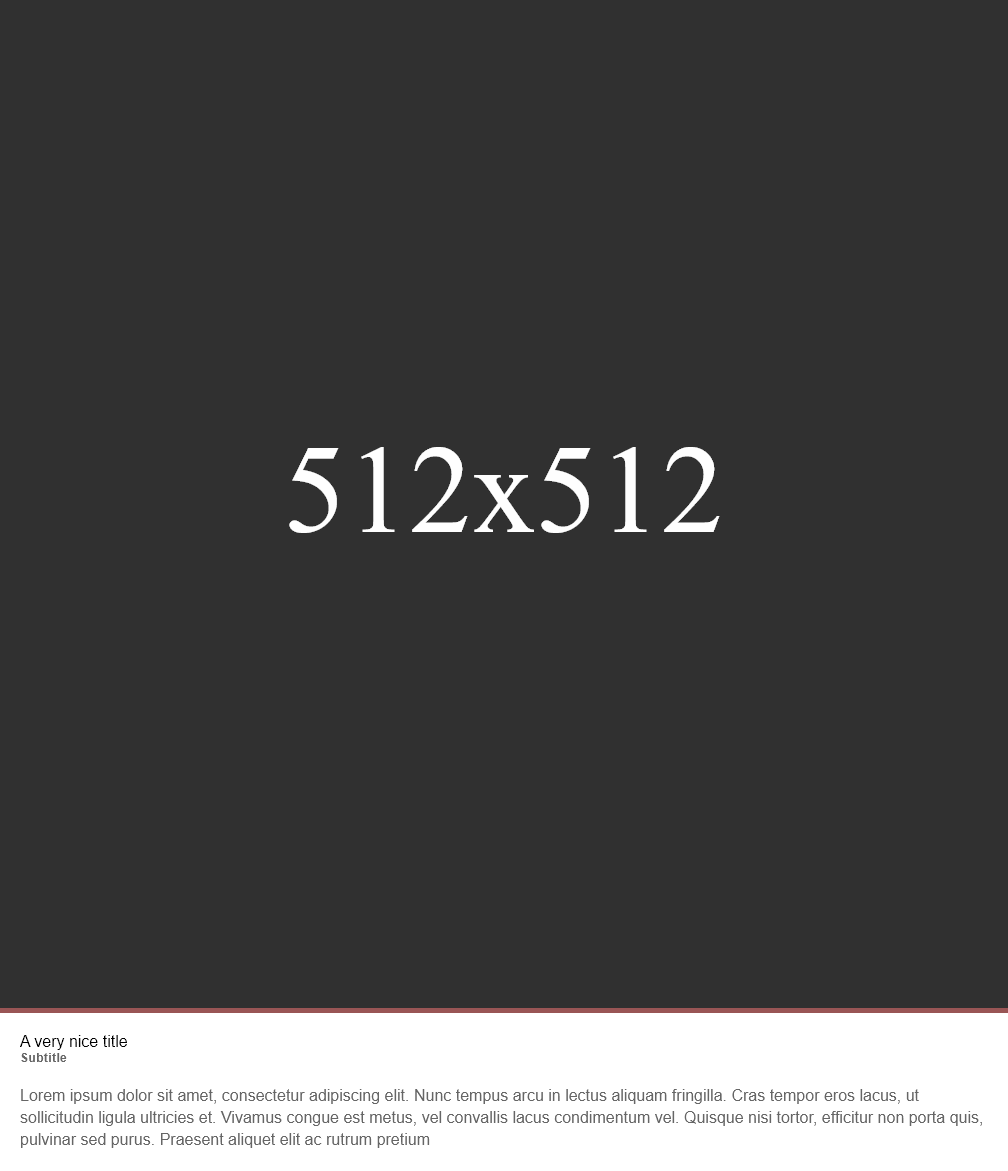 512x512
A very nice title
Subtitle
Lorem ipsum dolor sit amet, consectetur adipiscing elit. Nunc tempus arcu in lectus aliquam fringilla. Cras tempor eros lacus, ut
sollicitudin ligula ultricies et. Vivamus congue est metus, vel convallis lacus condimentum vel. Quisque nisi tortor, efficitur non porta quis,
pulvinar sed purus. Praesent aliquet elit ac rutrum pretium